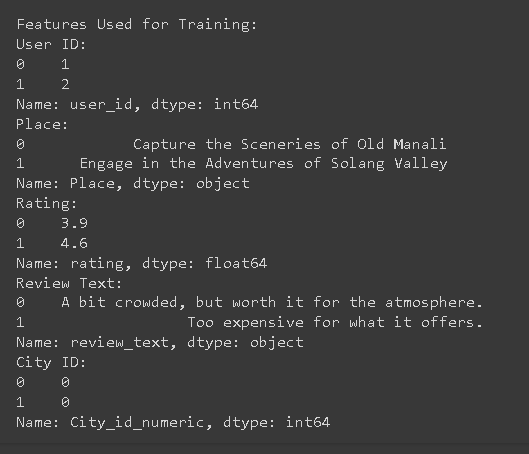 Features Used for Training:
User ID:
0    1
1    2
Name: user_id, dtype: int64
Place:
0            Capture the Sceneries of Old Manali
1      Engage in the Adventures of Solang Valley
Name: Place, dtype: object
Rating:
0    3.9
1    4.6
Name: rating, dtype: float64
Review Text:
0    A bit crowded, but worth it for the atmosphere.
1                  Too expensive for what it offers.
Name: review_text, dtype: object
City ID:
0    0
1    0
Name: City_id_numeric, dtype: int64